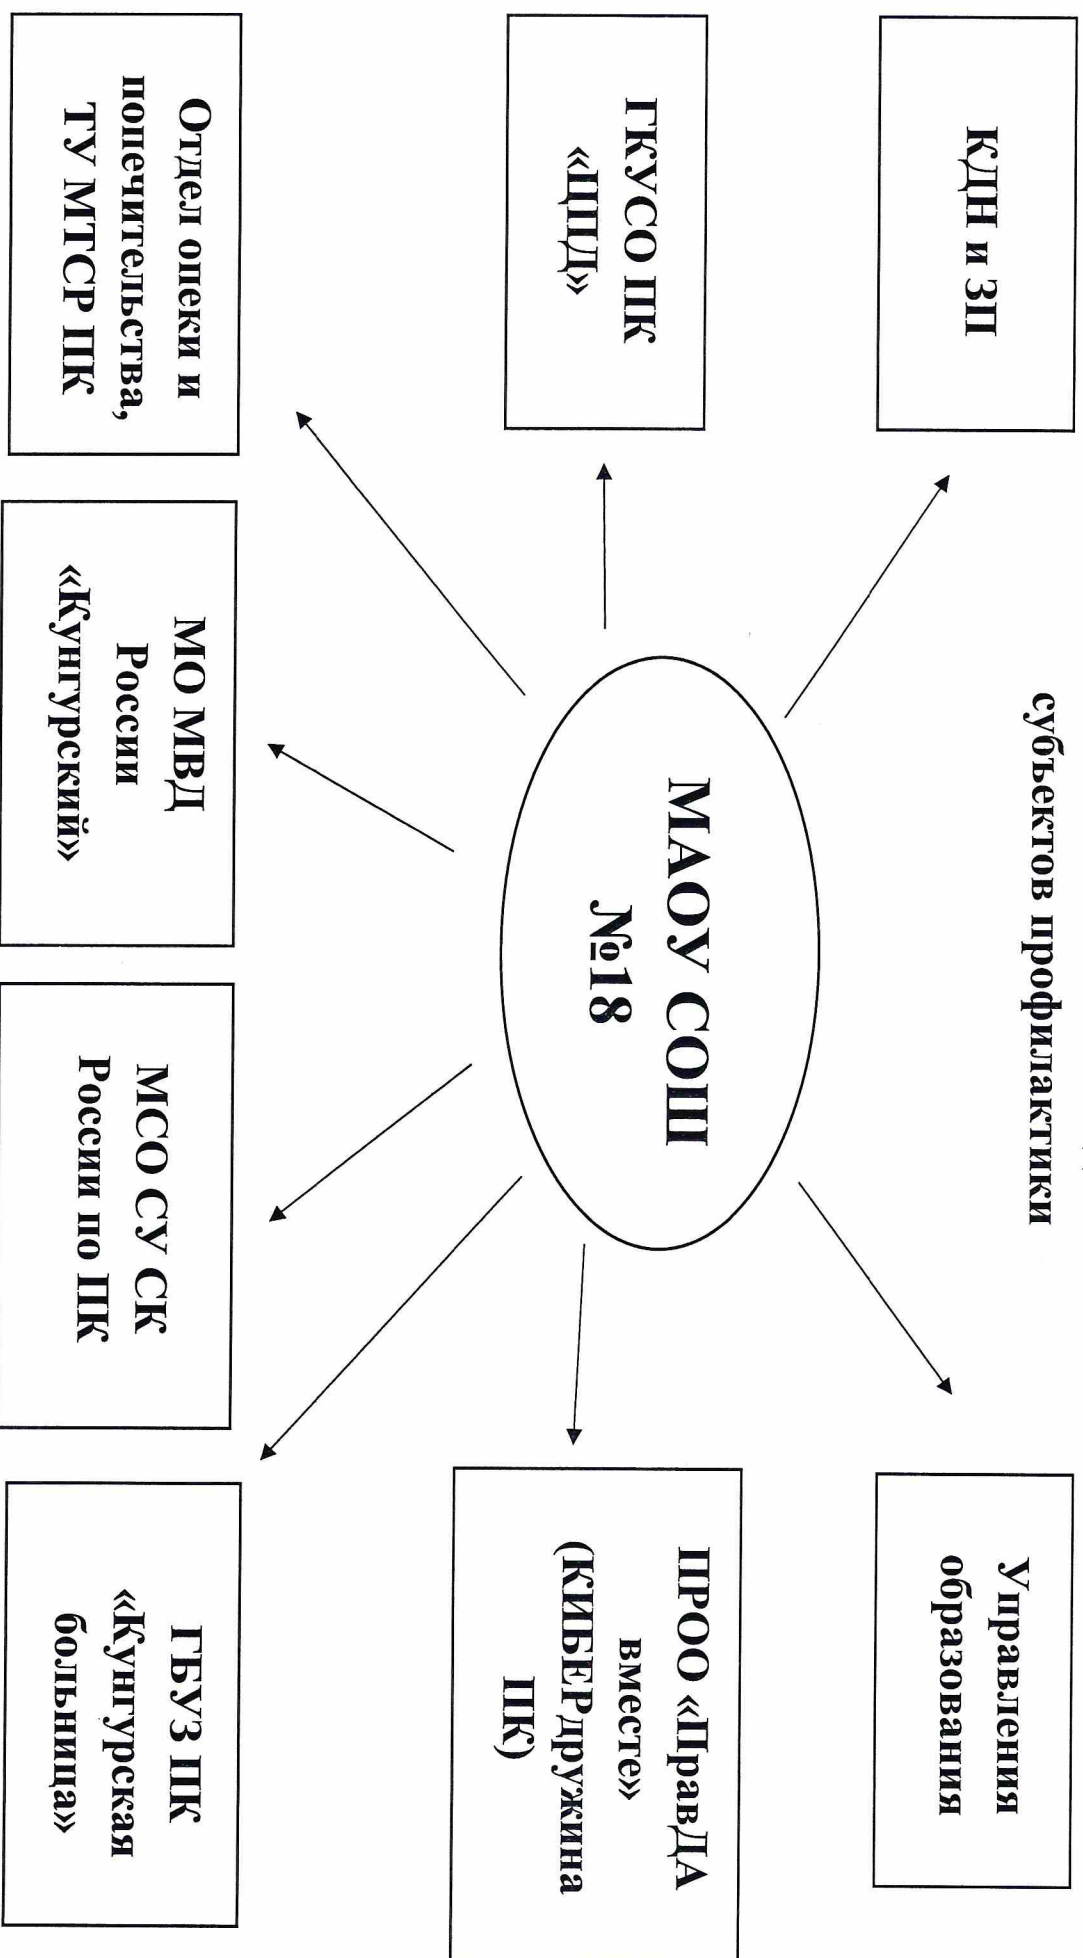 субъектов профилактики
КДН и ЗП
Управления
образования
ГКУСО ПК
«ЦПД»
МАОУ СОШ
№18
ПРОО «ПравДА
вместе»
(КИБЕРдружина
ПК)
Отдел опеки и
попечительства,
ТУ МТСР ПК
МО МВД
России
«Кунгурский»
МСО СУ СК
России по ПК
ГБУЗ ПК
«Кунгурская
больница»